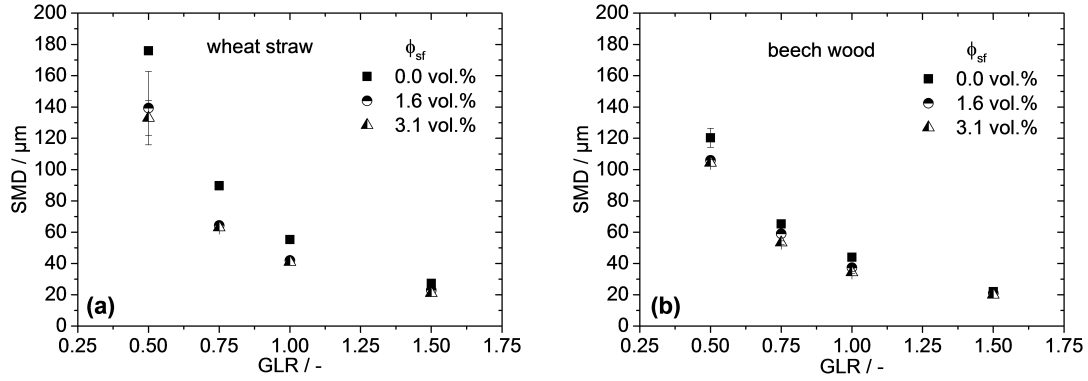 wheat straw
ϕsf
0.0 vol.%
1.6 vol.%
3.1 vol.%
SMD / µm
200
180
160
140
120
100
80
60
40
20
0
(a)
0.25 0.50 0.75 1.00 1.25 1.50 1.75
GLR / -
beech wood
ϕsf
0.0 vol.%
1.6 vol.%
3.1 vol.%
SMD / µm
200
180
160
140
120
100
80
60
40
20
0
(b)
0.25 0.50 0.75 1.00 1.25 1.50 1.75
GLR / -